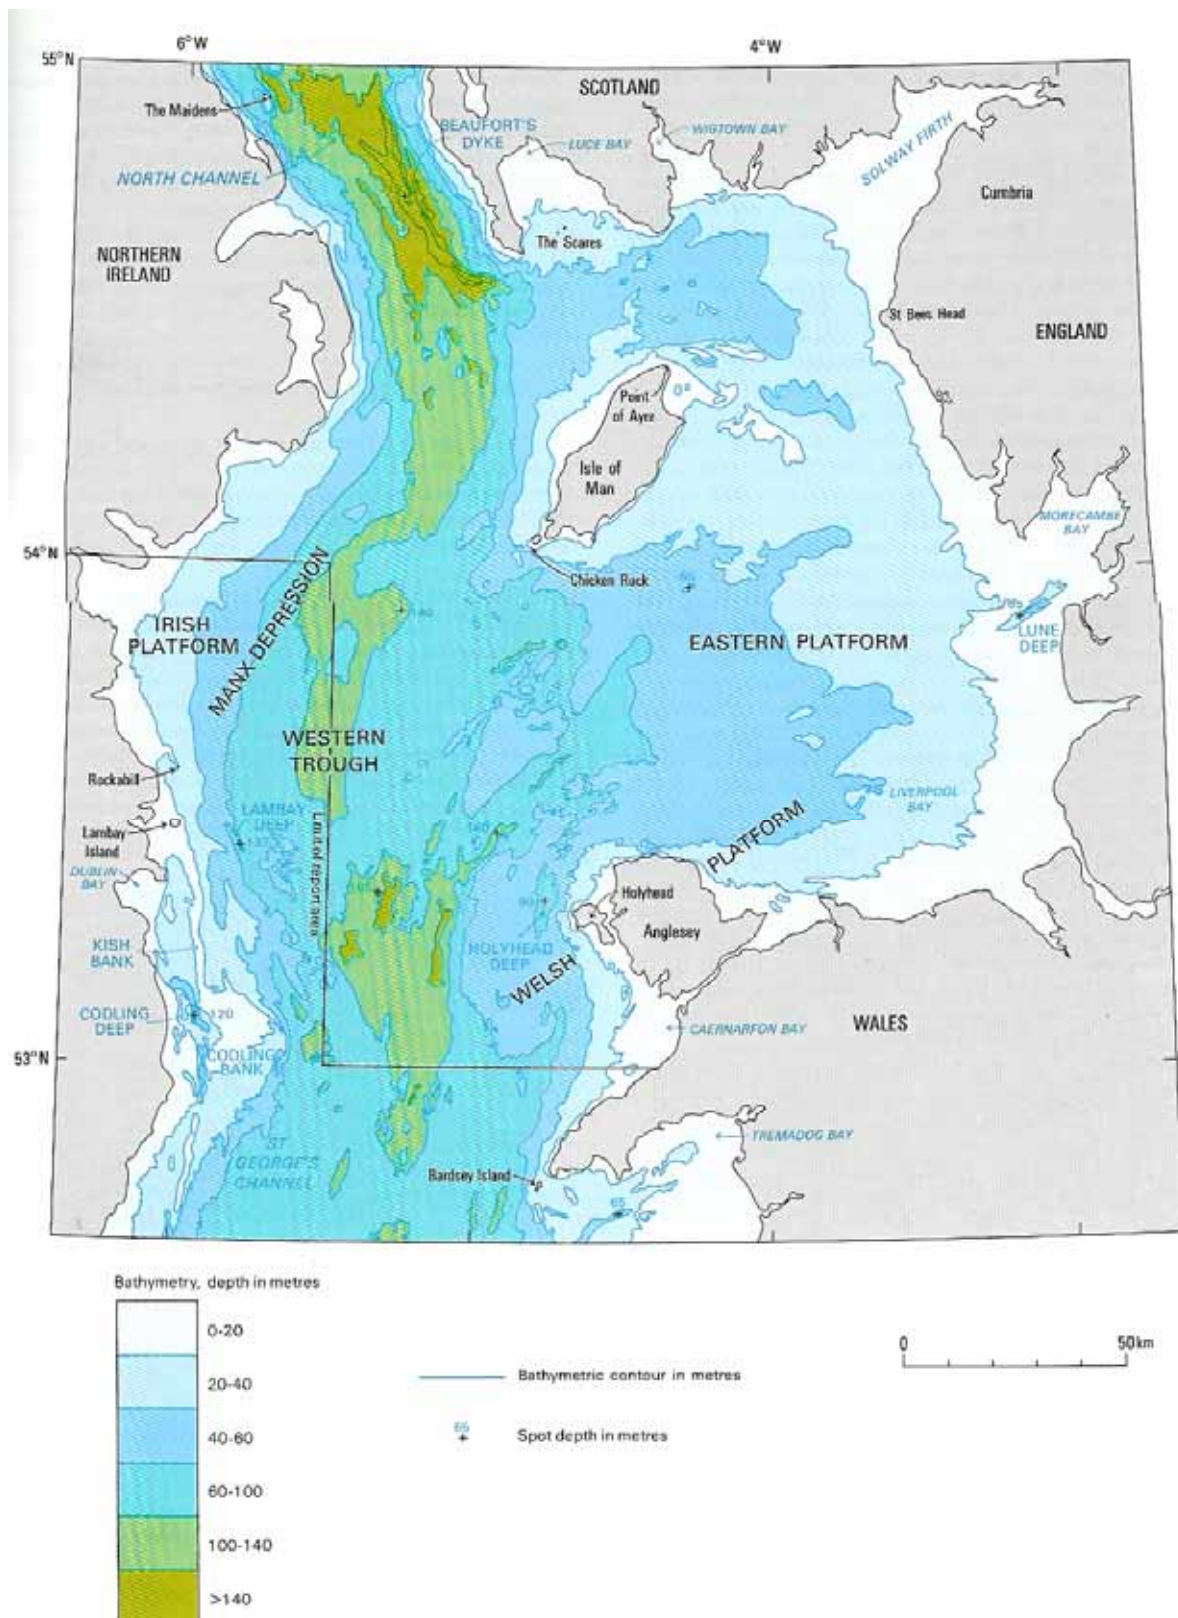 6°W
4°W
55°N
SCOTLAND
The Maidens
BEAUFORT'S
DYKE
LUCE BAY
WIGTOWN BAY
SOLWAY FIRTH
NORTH CHANNEL
Cumbria
The Scares
NORTHERN
IRELAND
St Bees Head
ENGLAND
Point
of Ayre
Isle of
Man
MORECAMBE
BAY
54°N
Chicken Rock
IRISH
PLATFORM
MANX DEPRESSION
EASTERN PLATFORM
LUNE
DEEP
WESTERN
TROUGH
Rockabill
LAMBAY
DEEP
LIVERPOOL
BAY
Lambay
Island
Limit of report area
WELSH PLATFORM
DUBLIN
BAY
Holyhead
Anglesey
KISH
BANK
HOLYHEAD
DEEP
CODLING
DEEP
120
CAERNARFON BAY
WALES
53°N
CODLING
BANK
ST
GEORGE'S
CHANNEL
TREMADOG BAY
Bardsey Island
65
Bathymetry, depth in metres
0-20
20-40
40-60
60-100
100-140
>140
Bathymetric contour in metres
65
Spot depth in metres
0
50km